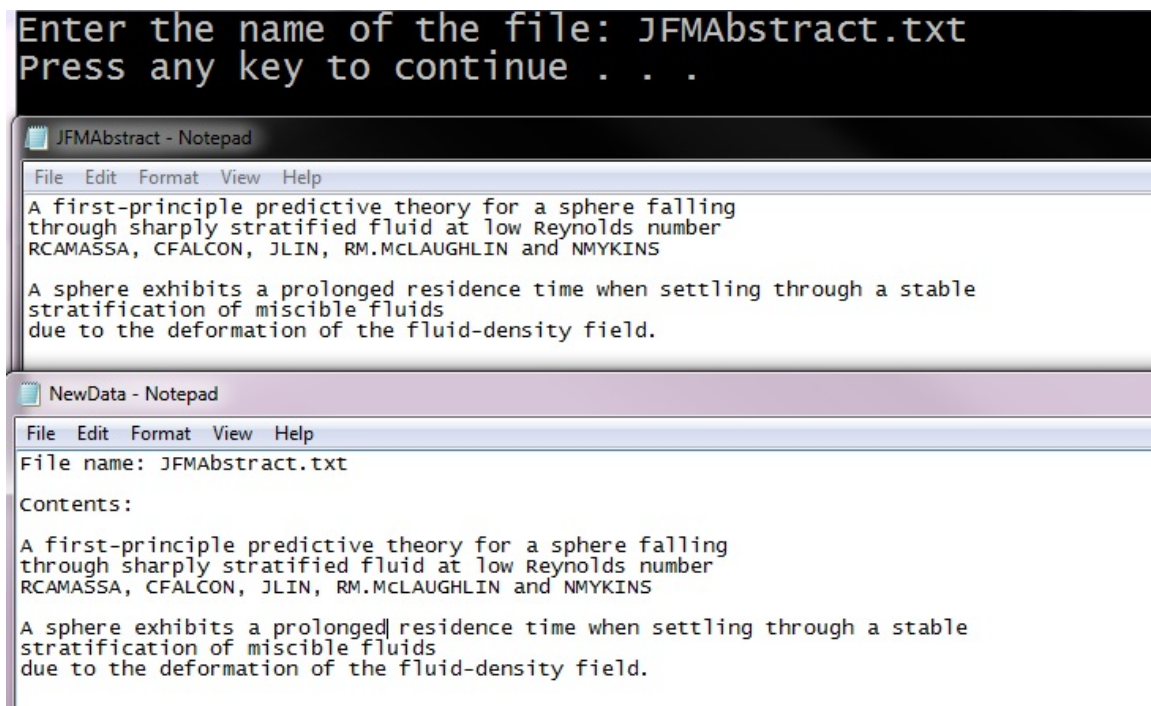 Enter the name of the file: JFMAbstract.txt
Press any key to continue . . .
JFMAbstract - Notepad
File Edit Format View Help
A first-principle predictive theory for a sphere falling
through sharply stratified fluid at low Reynolds number
RCAMASSA, CFALCON, JLIN, RM.McLAUGHLIN and NMYKINS
A sphere exhibits a prolonged residence time when settling through a stable
stratification of miscible fluids
due to the deformation of the fluid-density field.
NewData - Notepad
File Edit Format View Help
File name: JFMAbstract.txt
Contents:
A first-principle predictive theory for a sphere falling
through sharply stratified fluid at low Reynolds number
RCAMASSA, CFALCON, JLIN, RM.McLAUGHLIN and NMYKINS
A sphere exhibits a prolonged residence time when settling through a stable
stratification of miscible fluids
due to the deformation of the fluid-density field.